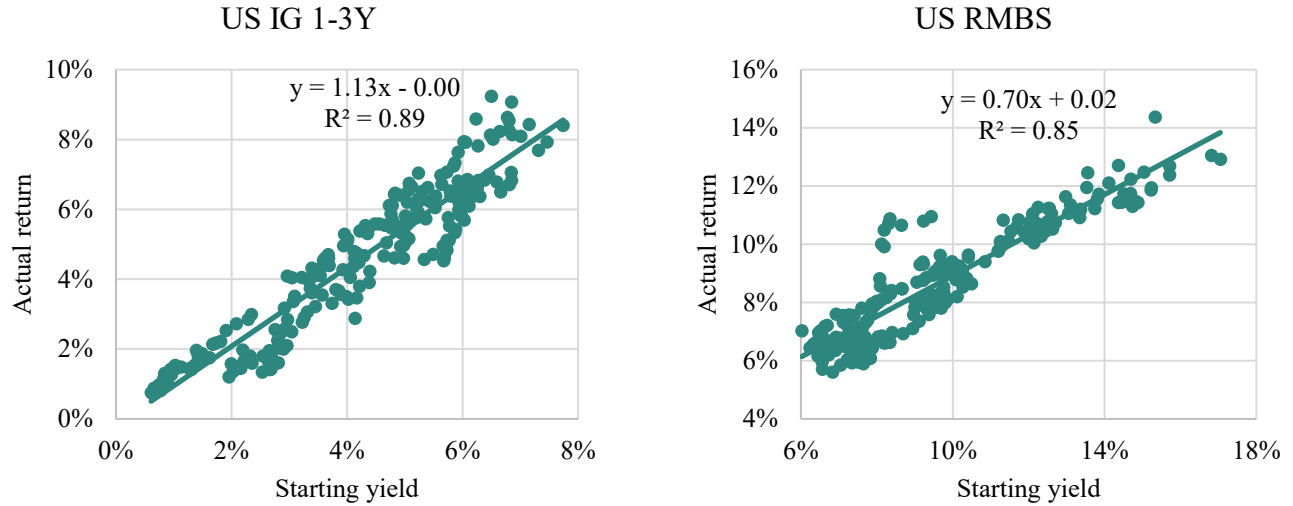 US IG 1-3Y
10%
8%
6%
4%
2%
0%
Actual return
y = 1.13x - 0.00
R² = 0.89
0%
2%
4%
6%
8%
Starting yield
US RMBS
16%
14%
12%
10%
8%
6%
4%
Actual return
y = 0.70x + 0.02
R² = 0.85
6%
10%
14%
18%
Starting yield